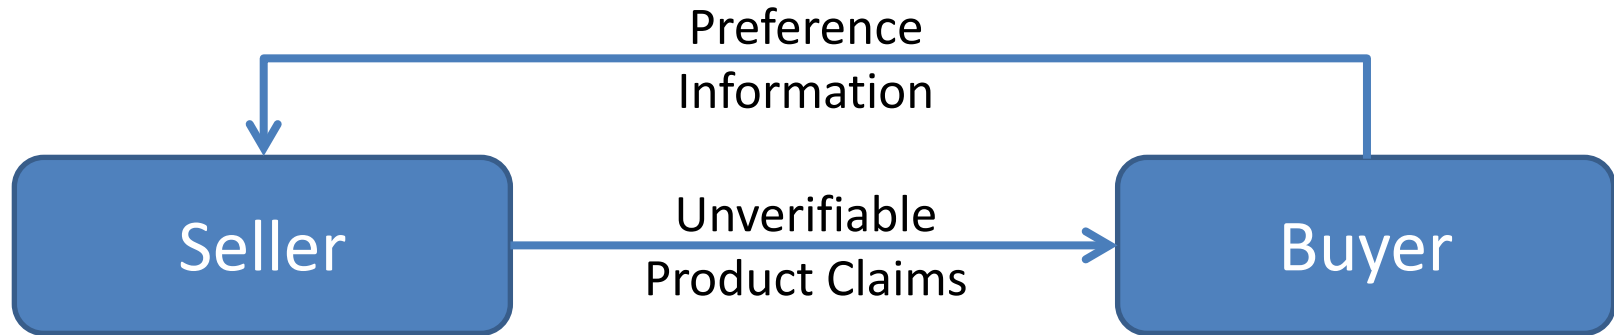 Preference
Information
Seller
Unverifiable
Product Claims
Buyer